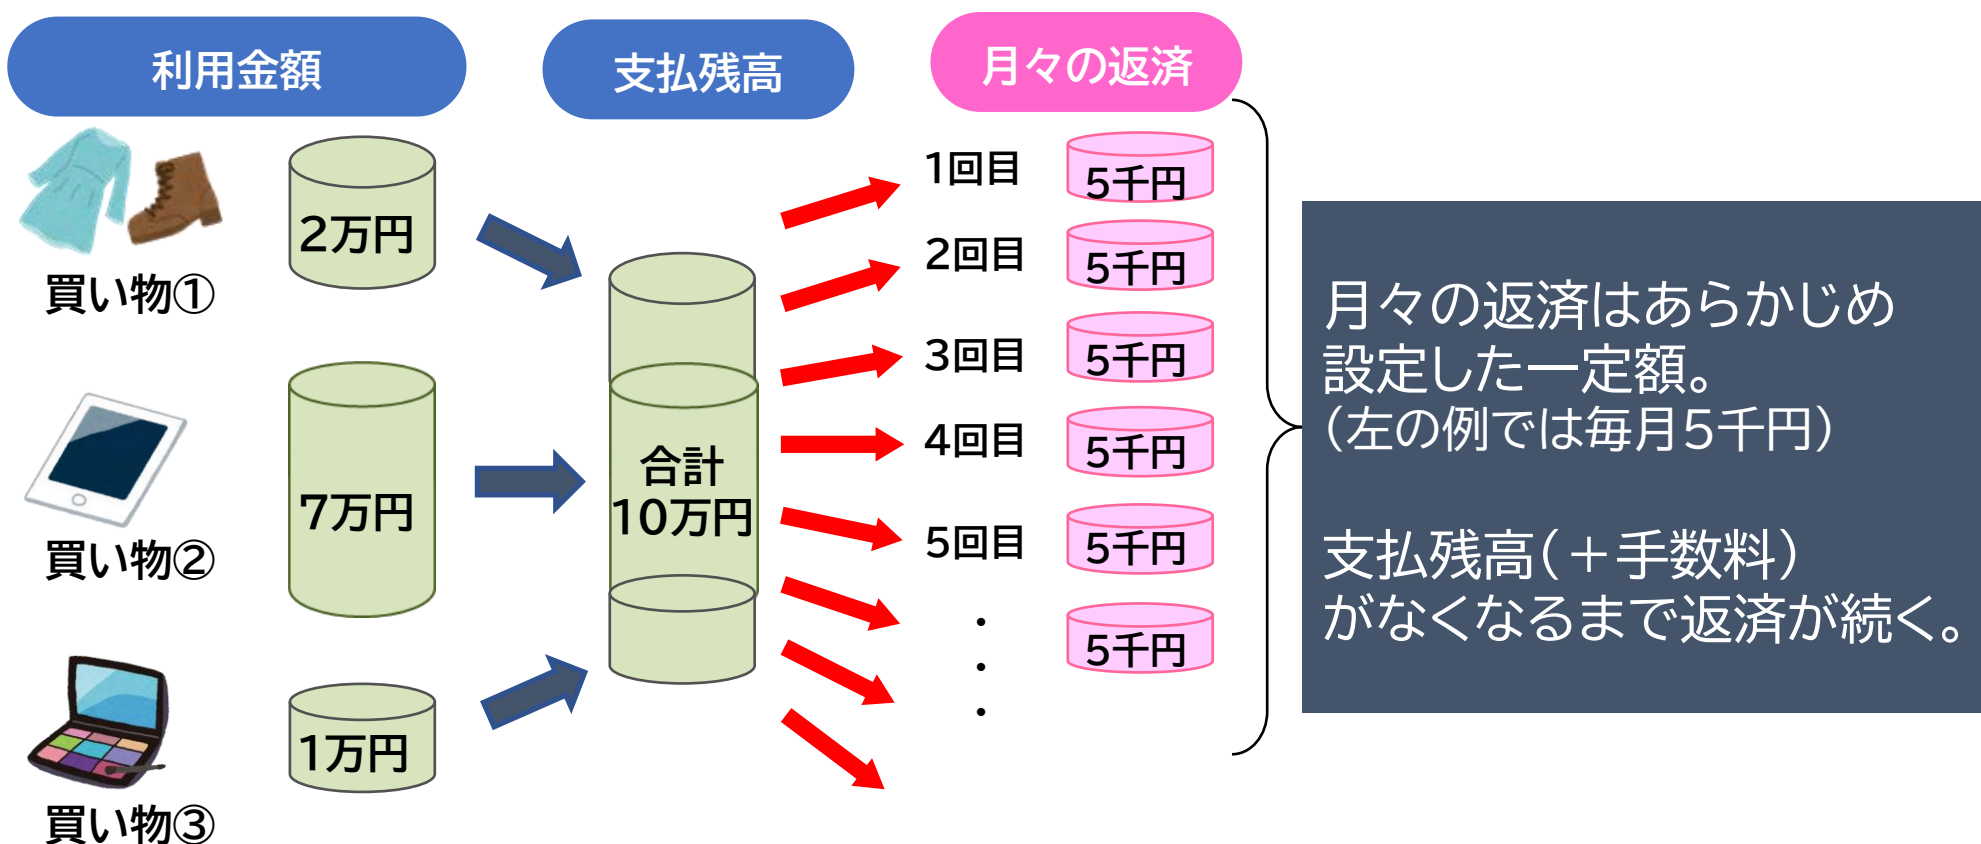 利用金額
支払残高
月々の返済
買い物①
2万円
買い物②
7万円
買い物③
1万円
合計
10万円
1回目
5千円
2回目
5千円
3回目
5千円
4回目
5千円
5回目
5千円
・
・
・
5千円
月々の返済はあらかじめ
設定した一定額。
（左の例では毎月5千円）
支払残高（＋手数料）
がなくなるまで返済が続く。